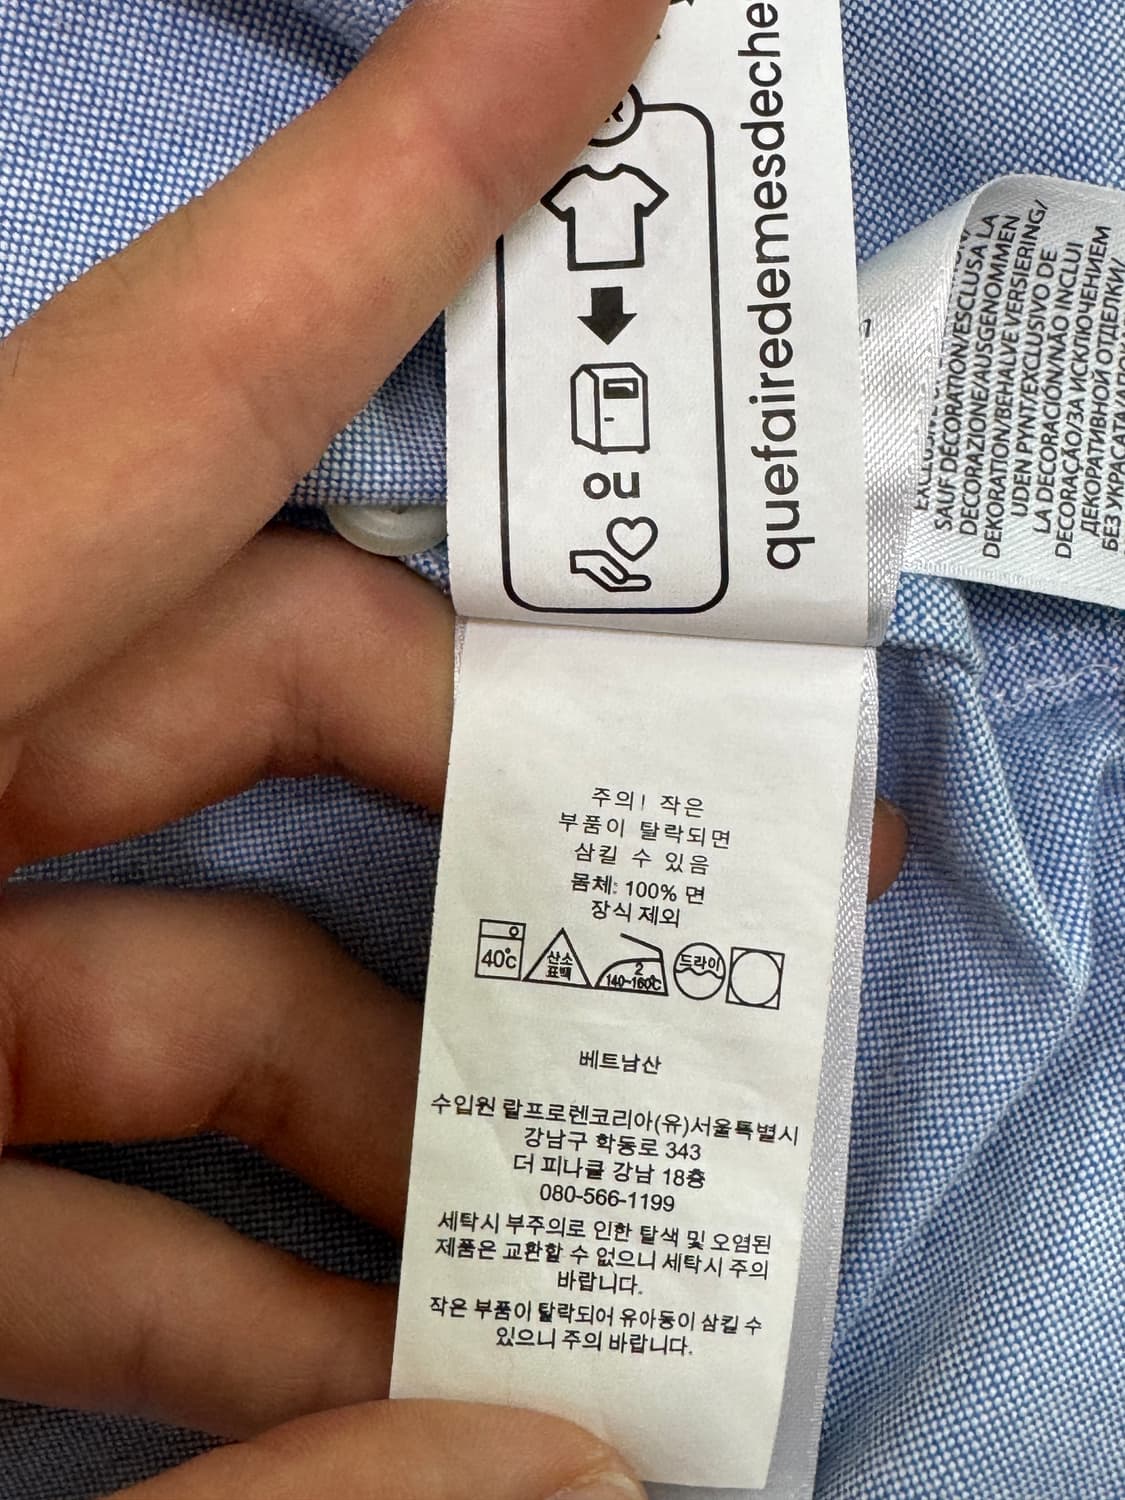 quefairedemesdeche
OU
주의! 작은
부품이 탈락되면
삼킬 수 있음
몸체: 100% 면
장식 제외
40℃
산소
표백
2
140~160℃
드라이
베트남산
수입원 랄프로렌코리아(유)서울특별시
강남구 학동로 343
더 피나클 강남 18층
080-566-1199
세탁시 부주의로 인한 탈색 및 오염된
제품은 교환할 수 없으니 세탁시 주의
바랍니다.
작은 부품이 탈락되어 유아동이 삼킬 수
있으니 주의 바랍니다.
SAUF DÉCORATION/ESCLUSA LA
DECORAZIONE/AUSGENOMMEN
DEKORATION/BEHALVE VERSIERING/
UDEN PYNT/EXCLUSIVO DE
LA DECORACIÓN/NÃO INCLUI
DECORAÇÃO/ЗА ИСКЛЮЧЕНИЕМ
ДЕКОРАТИВНОЙ ОТДЕЛКИ/